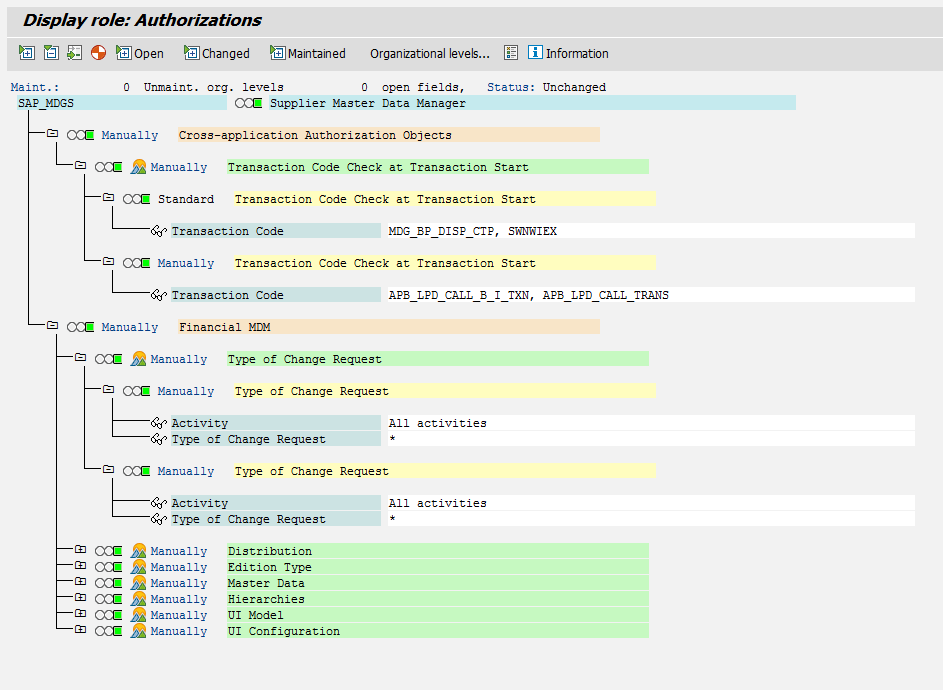 Display role: Authorizations
Open Changed Maintained Organizational levels... Information
Maint.: 0 Unmaint. org. levels 0 open fields, Status: Unchanged
SAP_MDGS Supplier Master Data Manager
Manually Cross-application Authorization Objects
Manually Transaction Code Check at Transaction Start
Standard Transaction Code Check at Transaction Start
Transaction Code MDG_BP_DISP_CTP, SWNWIEX
Manually Transaction Code Check at Transaction Start
Transaction Code APB_LPD_CALL_B_I_TXN, APB_LPD_CALL_TRANS
Manually Financial MDM
Manually Type of Change Request
Manually Type of Change Request
Activity All activities
Type of Change Request *
Manually Type of Change Request
Activity All activities
Type of Change Request *
Manually Distribution
Manually Edition Type
Manually Master Data
Manually Hierarchies
Manually UI Model
Manually UI Configuration